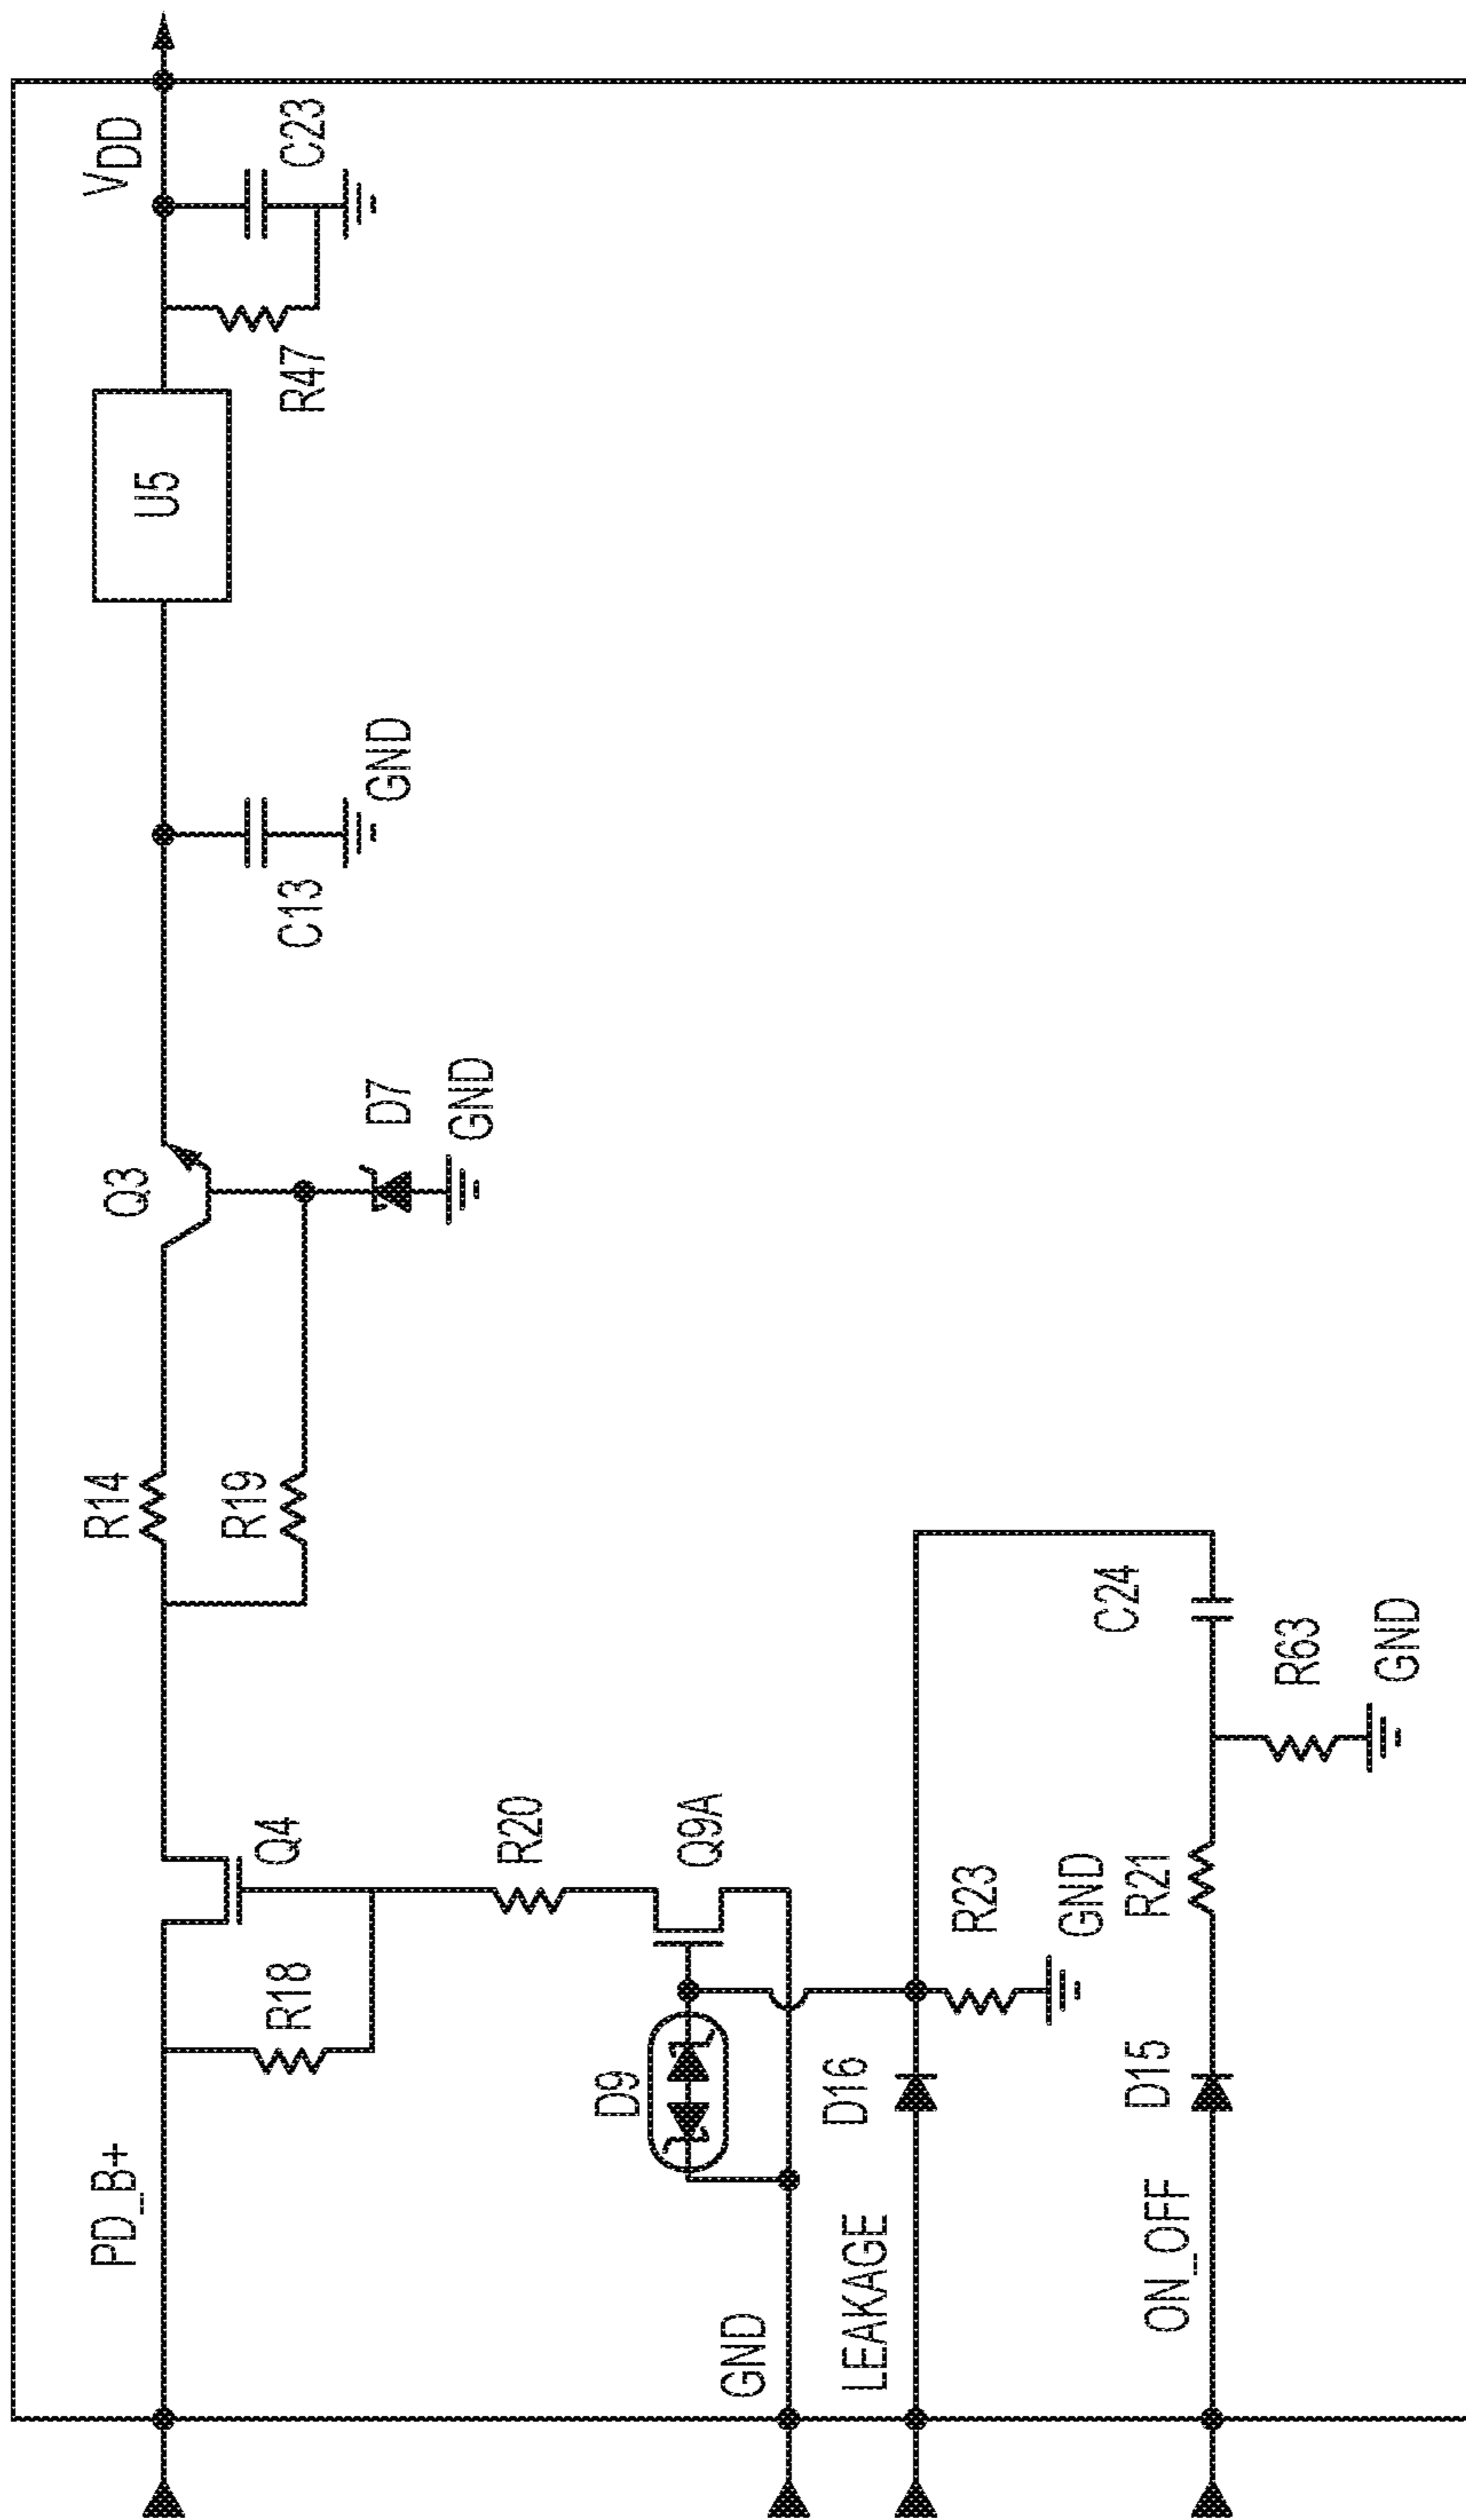 PD_B+
R18
Q4
R14
R19
Q3
D7
GND
C13
GND
U5
R47
VDD
C23
R20
D9
Q9A
GND
LEAKAGE
D16
R23
GND
ON_OFF
D15
R21
C24
R63
GND